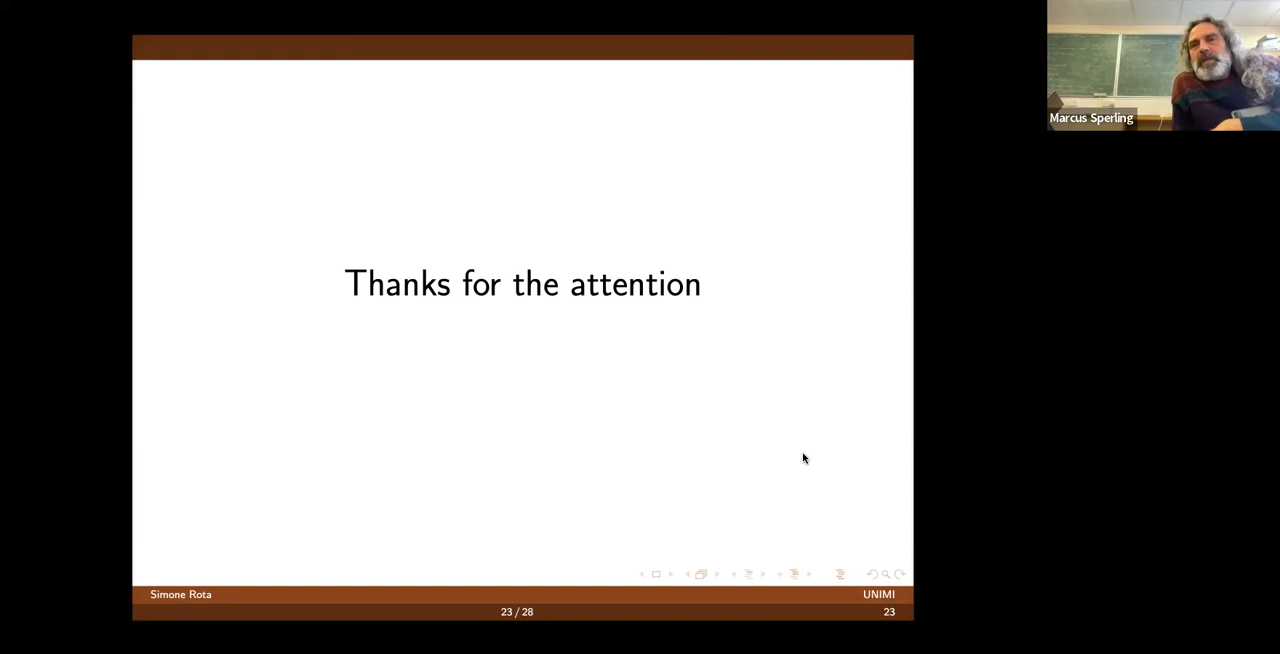 Marcus Sperling
Thanks for the attention
Simone Rota
UNIMI
23 / 28
23